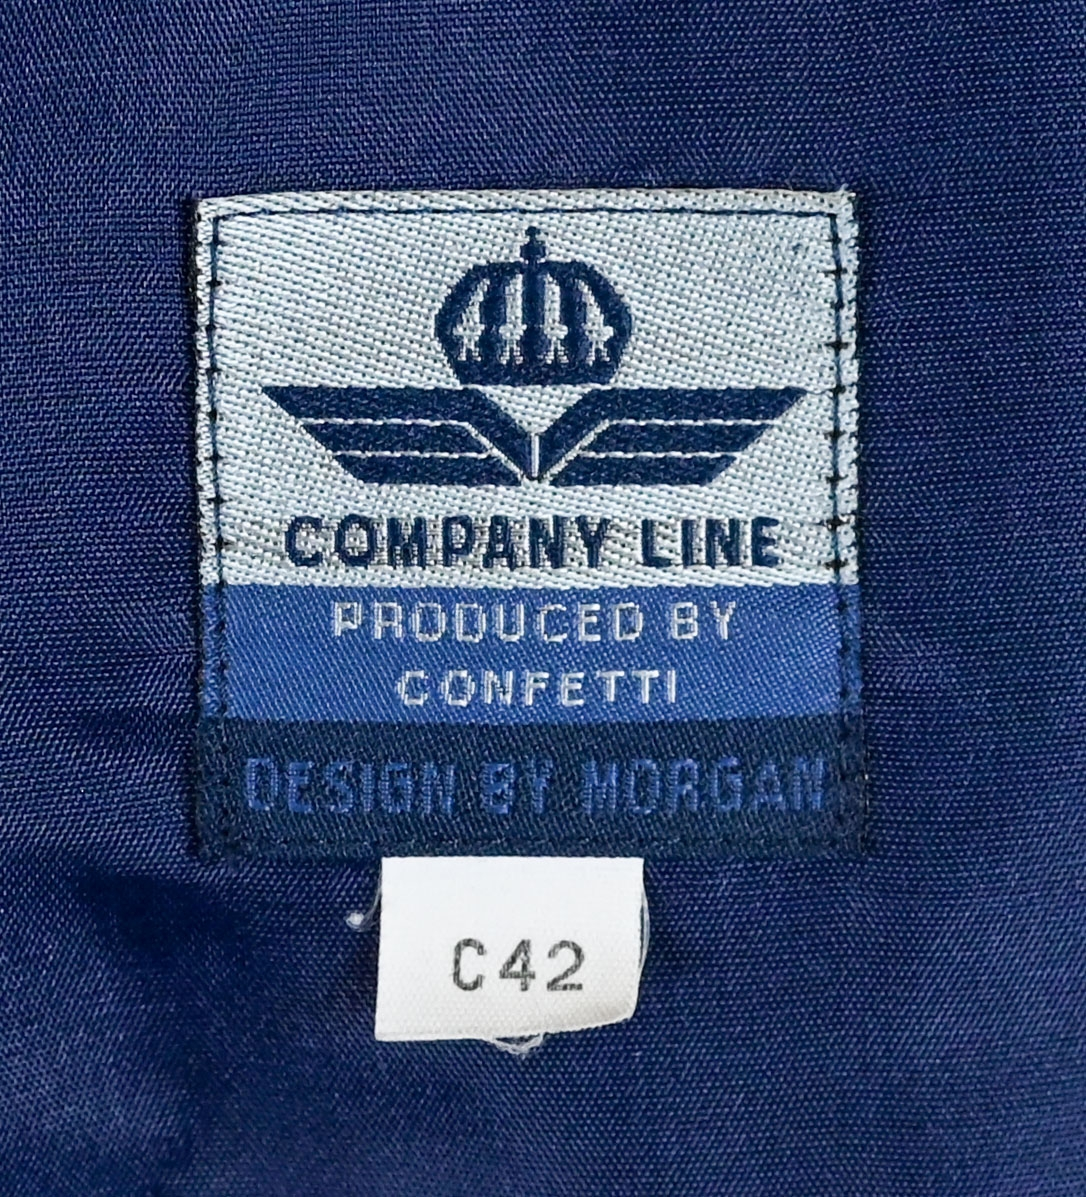 COMPANY LINE
PRODUCED BY
CONFETTI
DESIGN BY MORGAN
C42